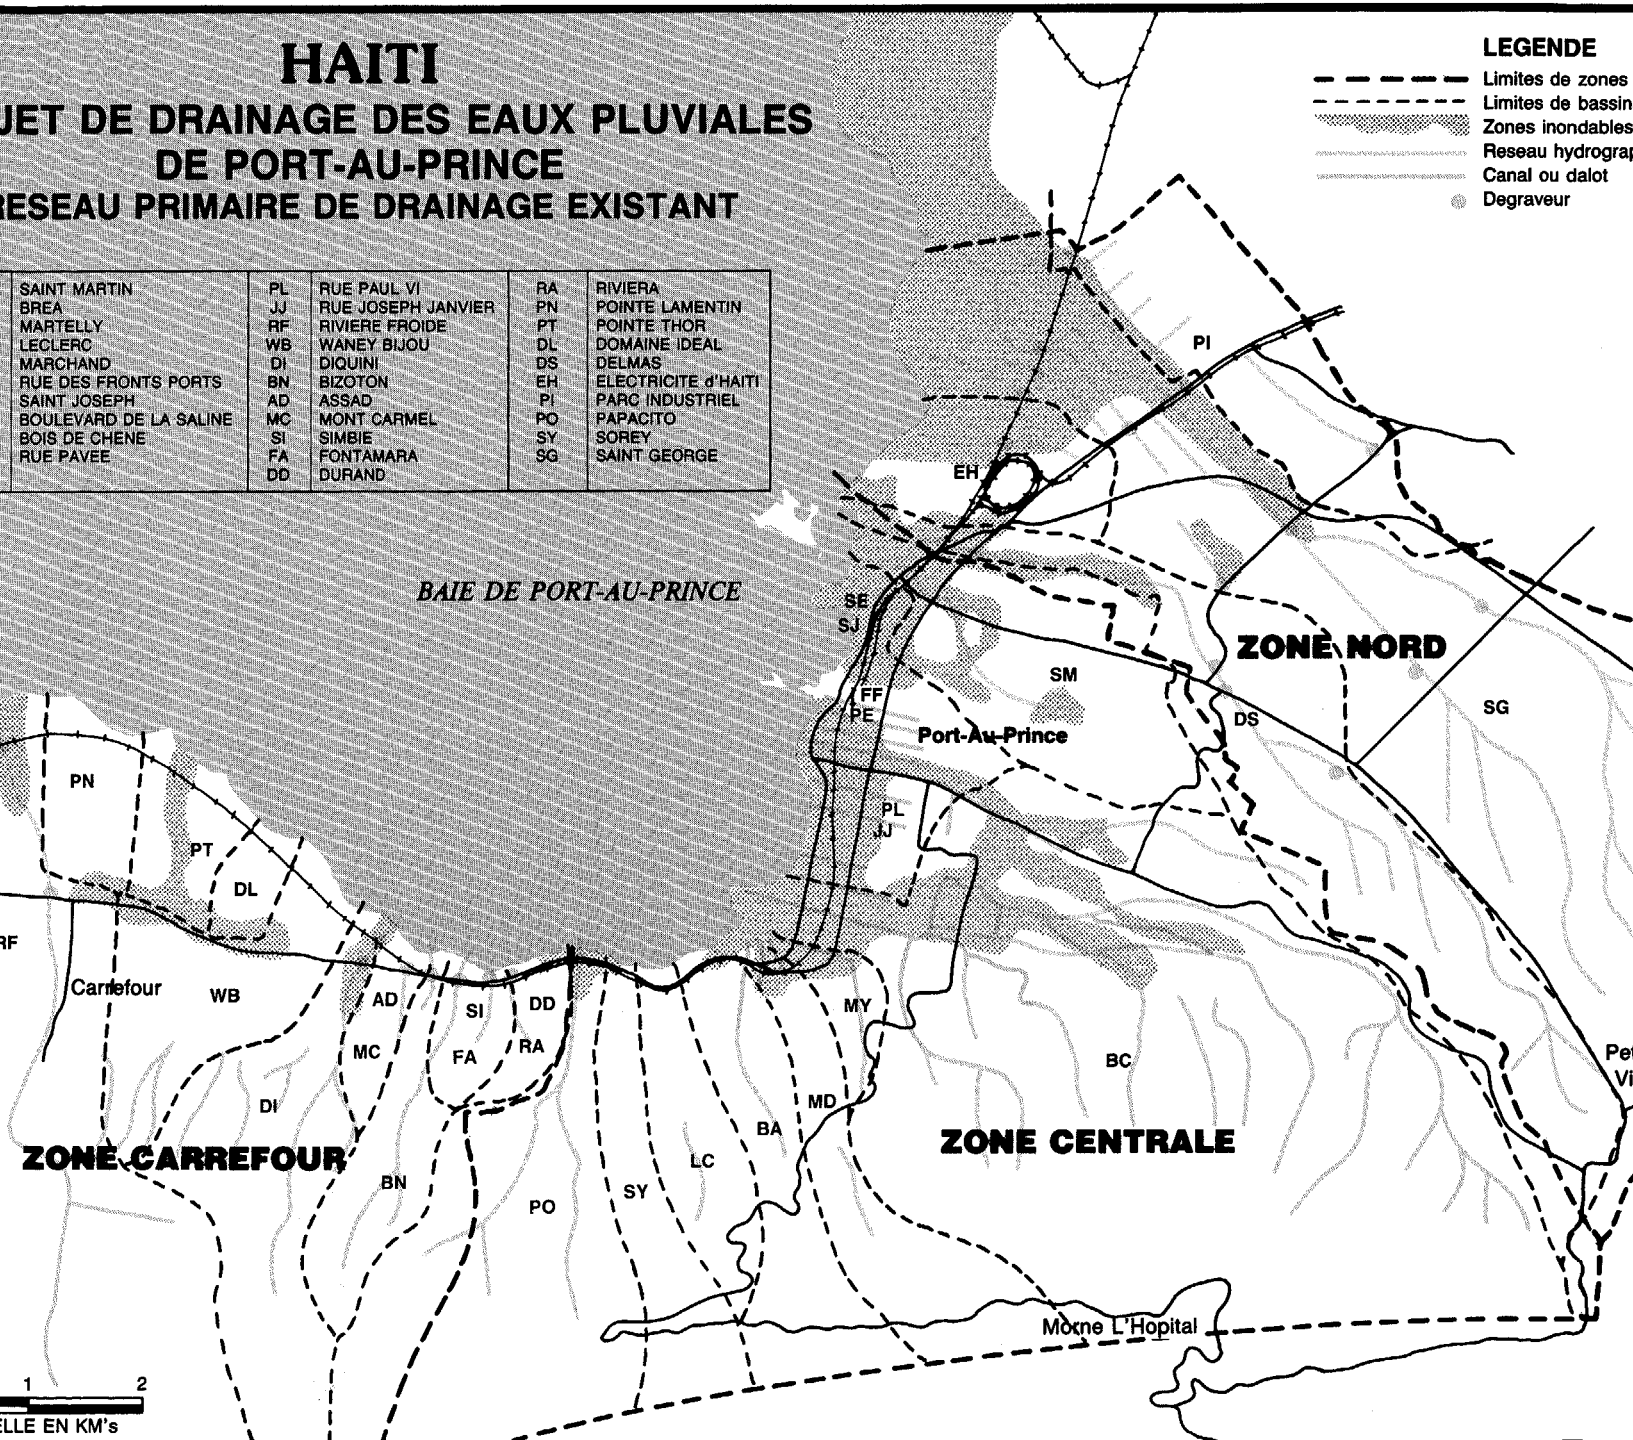 HAITI
JET DE DRAINAGE DES EAUX PLUVIALES
DE PORT-AU-PRINCE
RESEAU PRIMAIRE DE DRAINAGE EXISTANT
LEGENDE
Limites de zones
Limites de bassin
Zones inondables
Reseau hydrograp
Canal ou dalot
Degraveur
SAINT MARTIN PL RUE PAUL VI RA RIVIERA
BREA JJ RUE JOSEPH JANVIER PN POINTE LAMENTIN
MARTELLY RF RIVIERE FROIDE PT POINTE THOR
LECLERC WB WANEY BIJOU DL DOMAINE IDEAL
MARCHAND DI DIQUINI DS DELMAS
RUE DES FRONTS PORTS BN BIZOTON EH ELECTRICITE d'HAITI
SAINT JOSEPH AD ASSAD PI PARC INDUSTRIEL
BOULEVARD DE LA SALINE MC MONT CARMEL PO PAPACITO
BOIS DE CHENE SI SIMBIE SY SOREY
RUE PAVEE FA FONTAMARA SG SAINT GEORGE
DD DURAND
PI
EH
BAIE DE PORT-AU-PRINCE
SE
SJ
ZONE NORD
SM
FF
PE
SG
DS
Port-Au-Prince
PN
PL
JJ
PT
DL
RF
Carrefour
WB
AD
SI
DD
MY
MC
FA
RA
BC
Pet
Vi
DI
MD
BA
ZONE CARREFOUR
ZONE CENTRALE
LC
BN
SY
PO
Morne L'Hopital
1 2
ELLE EN KM's